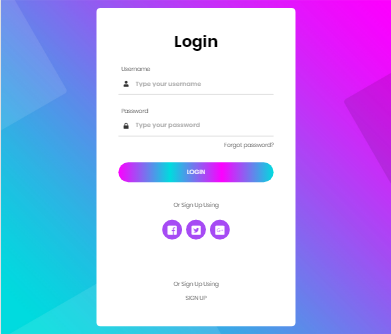 Login
Username
Type your username
Password
Type your password
Forgot password?
LOGIN
Or Sign Up Using
Or Sign Up Using
SIGN UP